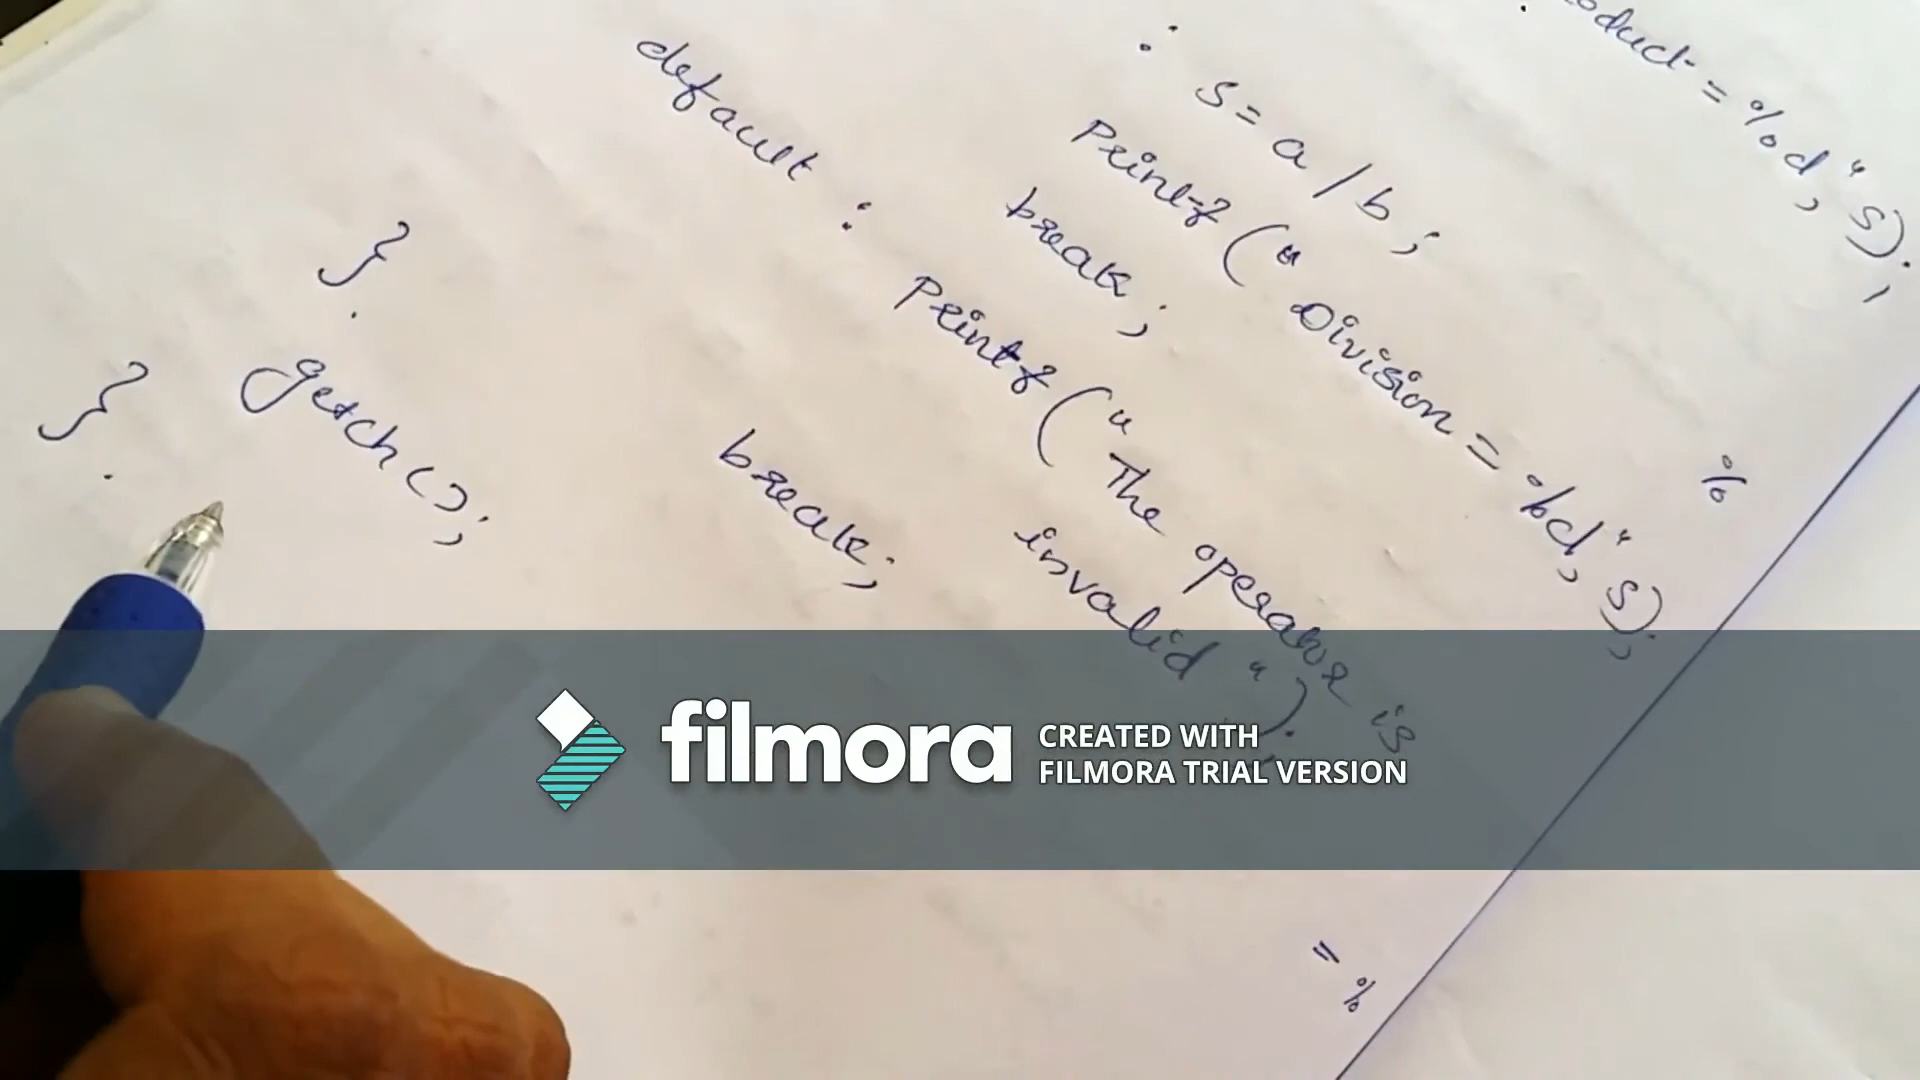 oduct = %d", s);
: s = a / b;
printf ("Division = %d", s);
break;
default : printf ("The operator is
invalid");
break;
}
getch();
}
%
= %
filmora
CREATED WITH
FILMORA TRIAL VERSION